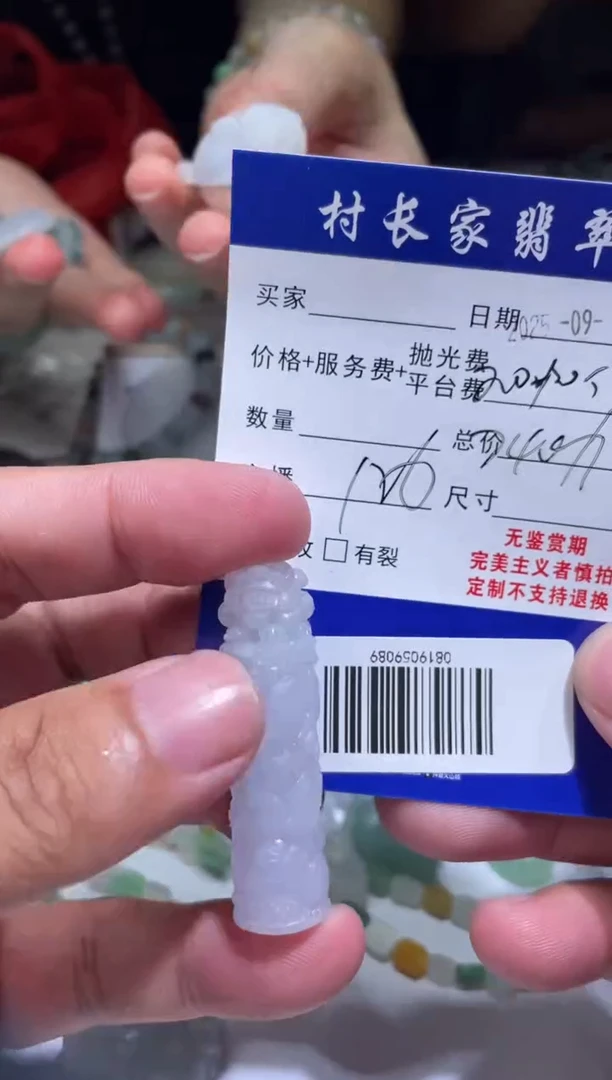 村长家翡翠
买家 日期 2025-09-
价格+服务费+抛光费
平台费
数量 总价
尺寸
□有裂
无鉴赏期
完美主义者慎拍
定制不支持退换
0819059089